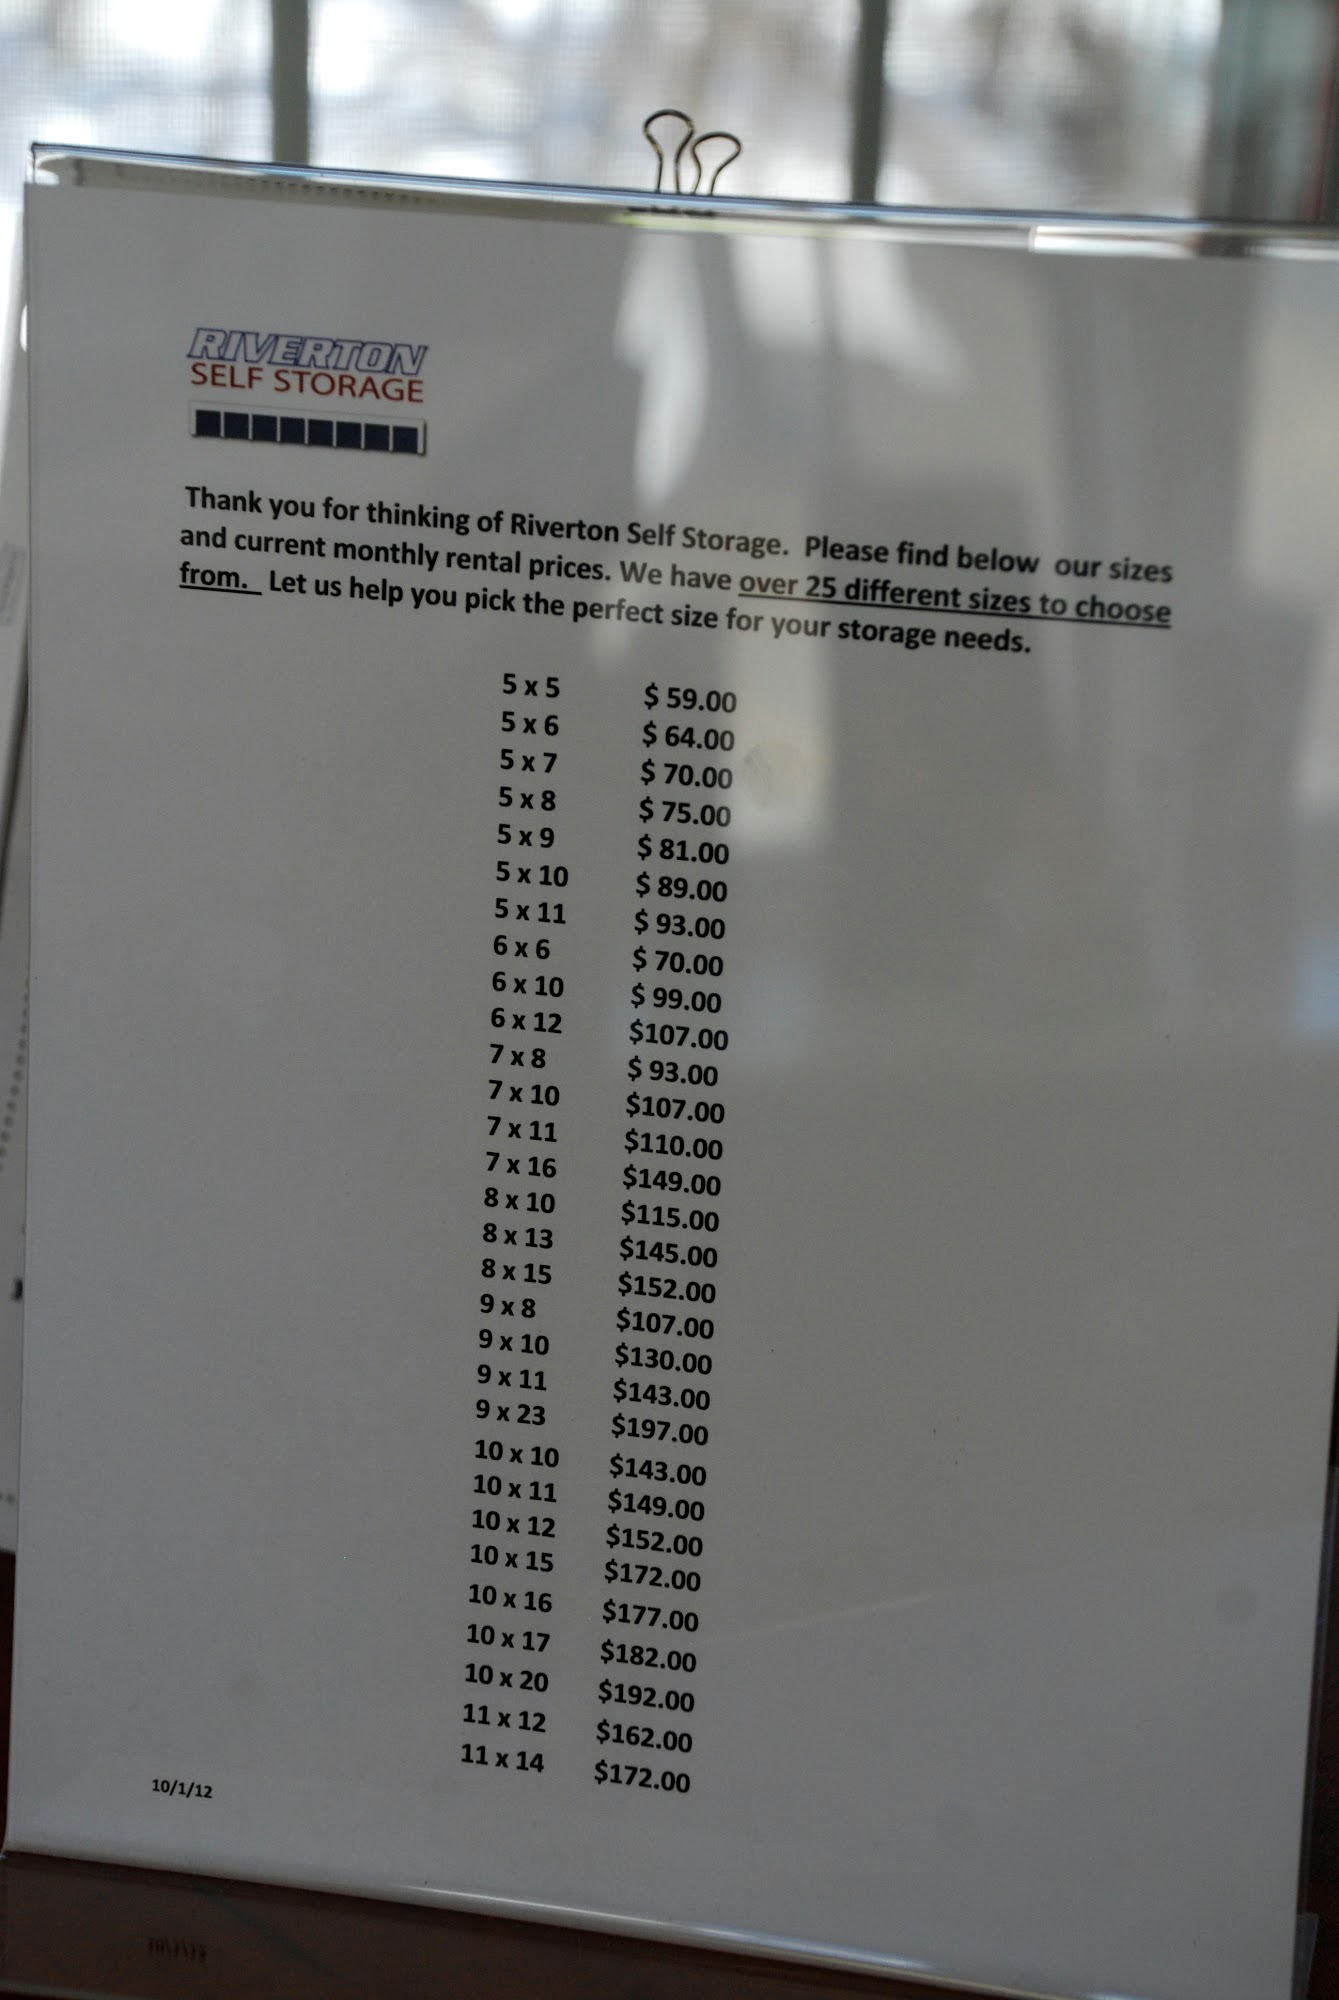 RIVERTON
SELF STORAGE
Thank you for thinking of Riverton Self Storage. Please find below our sizes
and current monthly rental prices. We have over 25 different sizes to choose
from. Let us help you pick the perfect size for your storage needs.
5 x 5 $ 59.00
5 x 6 $ 64.00
5 x 7 $ 70.00
5 x 8 $ 75.00
5 x 9 $ 81.00
5 x 10 $ 89.00
5 x 11 $ 93.00
6 x 6 $ 70.00
6 x 10 $ 99.00
6 x 12 $107.00
7 x 8 $ 93.00
7 x 10 $107.00
7 x 11 $110.00
7 x 16 $149.00
8 x 10 $115.00
8 x 13 $145.00
8 x 15 $152.00
9 x 8 $107.00
9 x 10 $130.00
9 x 11 $143.00
9 x 23 $197.00
10 x 10 $143.00
10 x 11 $149.00
10 x 12 $152.00
10 x 15 $172.00
10 x 16 $177.00
10 x 17 $182.00
10 x 20 $192.00
11 x 12 $162.00
11 x 14 $172.00
10/1/12